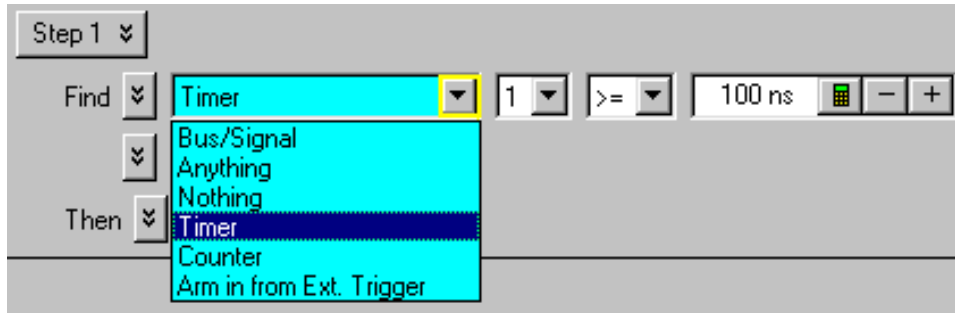 Step 1
Find Timer 1 >= 100 ns − +
Bus/Signal
Anything
Nothing
Then Timer
Counter
Arm in from Ext. Trigger